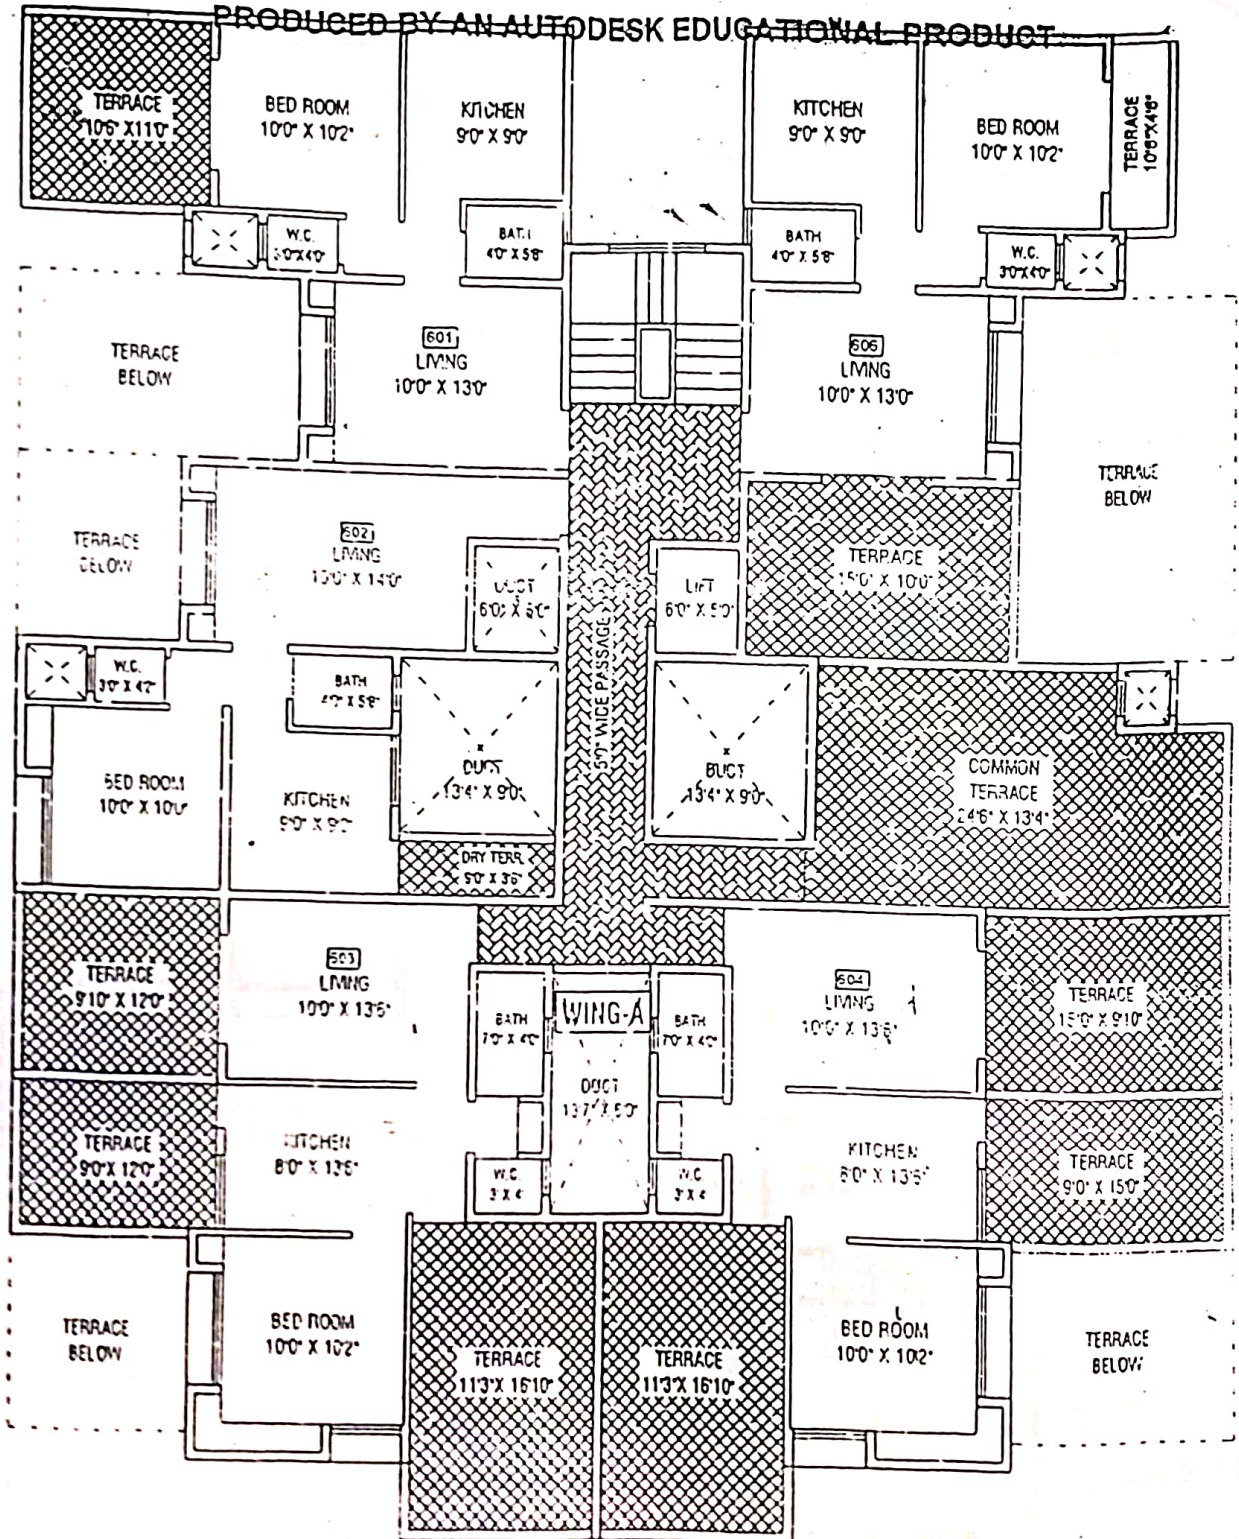 PRODUCED BY AN AUTODESK EDUCATIONAL PRODUCT
TERRACE
10'6" X11'0"
BED ROOM
10'0" X 10'2"
KITCHEN
9'0" X 9'0"
KITCHEN
9'0" X 9'0"
BED ROOM
10'0" X 10'2"
TERRACE
10'6"X4'6"
W.C.
3'0"X4'0"
BATH
4'0" X 5'8"
BATH
4'0" X 5'8"
W.C.
3'0"X4'0"
TERRACE
BELOW
601
LIVING
10'0" X 13'0"
606
LIVING
10'0" X 13'0"
TERRACE
BELOW
TERRACE
BELOW
602
LIVING
X 14'0"
DUCT
LIFT
6'0" X 5'0"
TERRACE
15'0" X 10'0"
5'0" WIDE PASSAGE
W.C.
3'0" X 4'2"
BATH
4'0" X 5'8"
BED ROOM
10'0" X 10'0"
KITCHEN
9'0" X 9'0"
DUCT
13'4" X 9'0"
DUCT
13'4" X 9'0"
COMMON
TERRACE
24'6" X 13'4"
DRY TERR.
TERRACE
9'10" X 12'0"
603
LIVING
10'0" X 13'6"
BATH
7'0" X 4'0"
WING-A
BATH
7'0" X 4'0"
604
LIVING
10'0" X 13'6"
TERRACE
15'0" X 9'10"
DUCT
13'7" X 5'0"
TERRACE
9'0" X 12'0"
KITCHEN
8'0" X 13'6"
W.C.
3' X 4'
W.C.
3' X 4'
KITCHEN
8'0" X 13'6"
TERRACE
9'0" X 15'0"
TERRACE
BELOW
BED ROOM
10'0" X 10'2"
TERRACE
11'3" X 16'10"
TERRACE
11'3" X 16'10"
BED ROOM
10'0" X 10'2"
TERRACE
BELOW